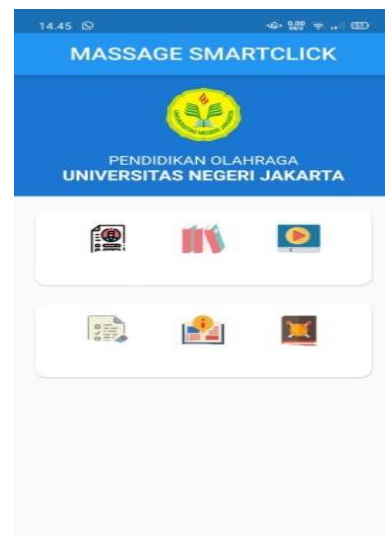 14.45
MASSAGE SMARTCLICK
PENDIDIKAN OLAHRAGA
UNIVERSITAS NEGERI JAKARTA